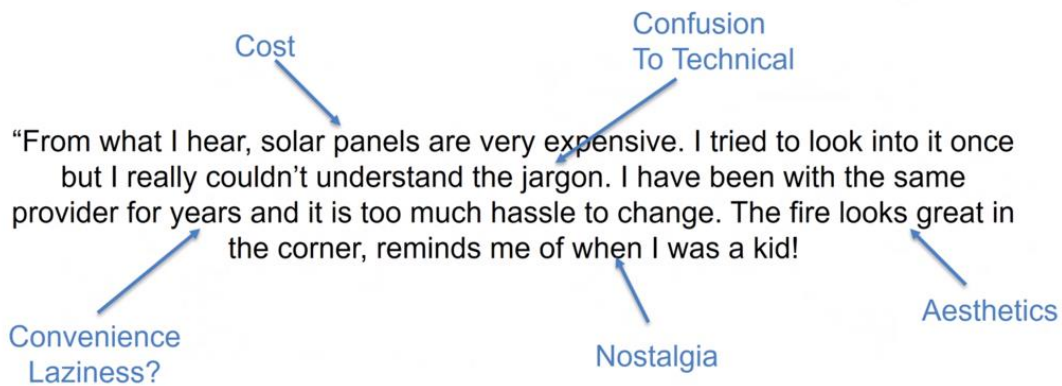 Cost
Confusion
To Technical
“From what I hear, solar panels are very expensive. I tried to look into it once
but I really couldn’t understand the jargon. I have been with the same
provider for years and it is too much hassle to change. The fire looks great in
the corner, reminds me of when I was a kid!
Convenience
Laziness?
Nostalgia
Aesthetics